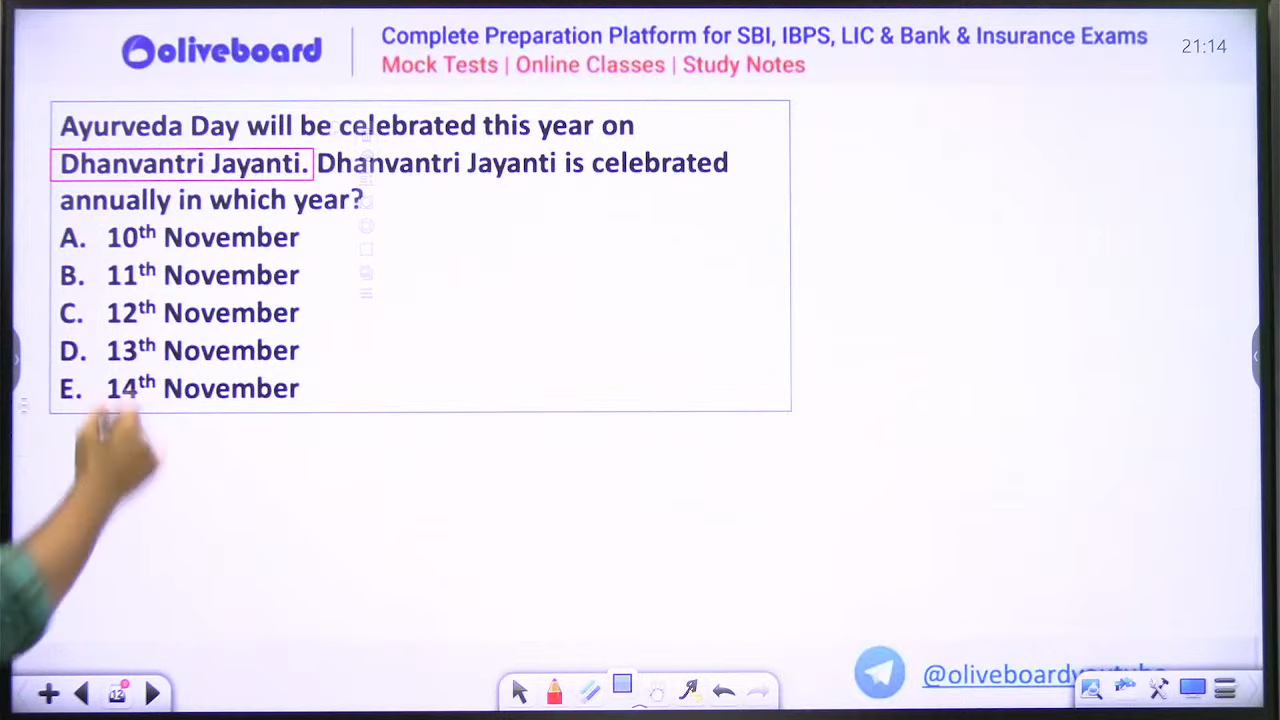 oliveboard
Complete Preparation Platform for SBI, IBPS, LIC & Bank & Insurance Exams
Mock Tests | Online Classes | Study Notes
21:14
Ayurveda Day will be celebrated this year on
Dhanvantri Jayanti. Dhanvantri Jayanti is celebrated
annually in which year?
A. 10th November
B. 11th November
C. 12th November
D. 13th November
E. 14th November
12